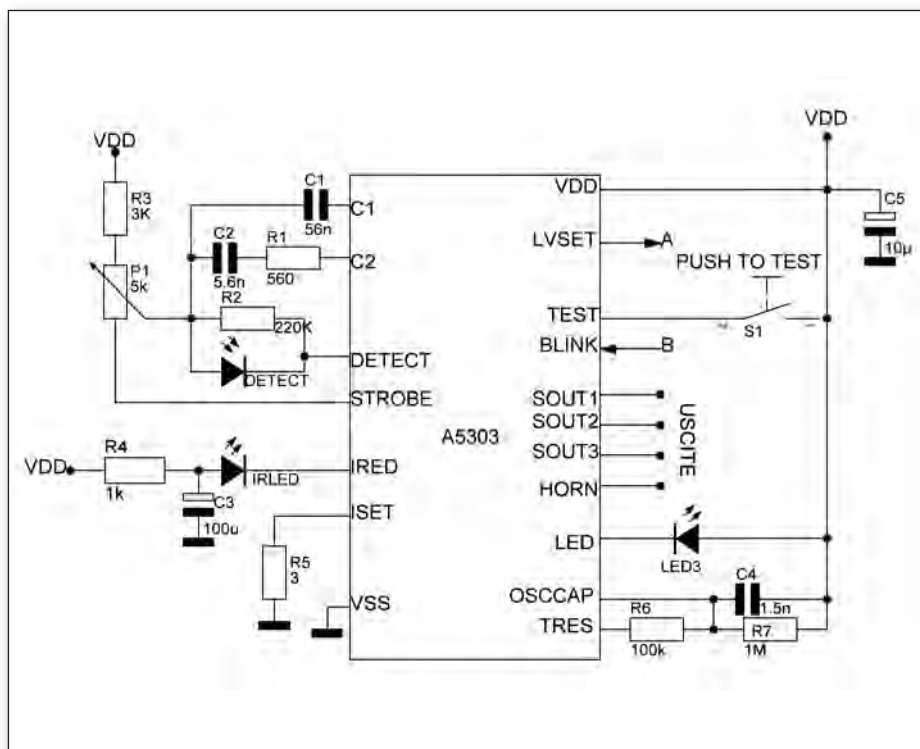 VDD
R3
3K
P1
5k
C1
56n
C2
5.6n
R1
560
R2
220K
DETECT
R4
1k
VDD
C3
100u
IRLED
R5
3
C1
C2
DETECT
STROBE
IRED
ISET
VSS
A5303
VDD
LVSET
TEST
BLINK
SOUT1
SOUT2
SOUT3
HORN
LED
OSCCAP
TRES
VDD
C5
10µ
A
PUSH TO TEST
S1
B
USCITE
LED3
C4
1.5n
R6
100k
R7
1M